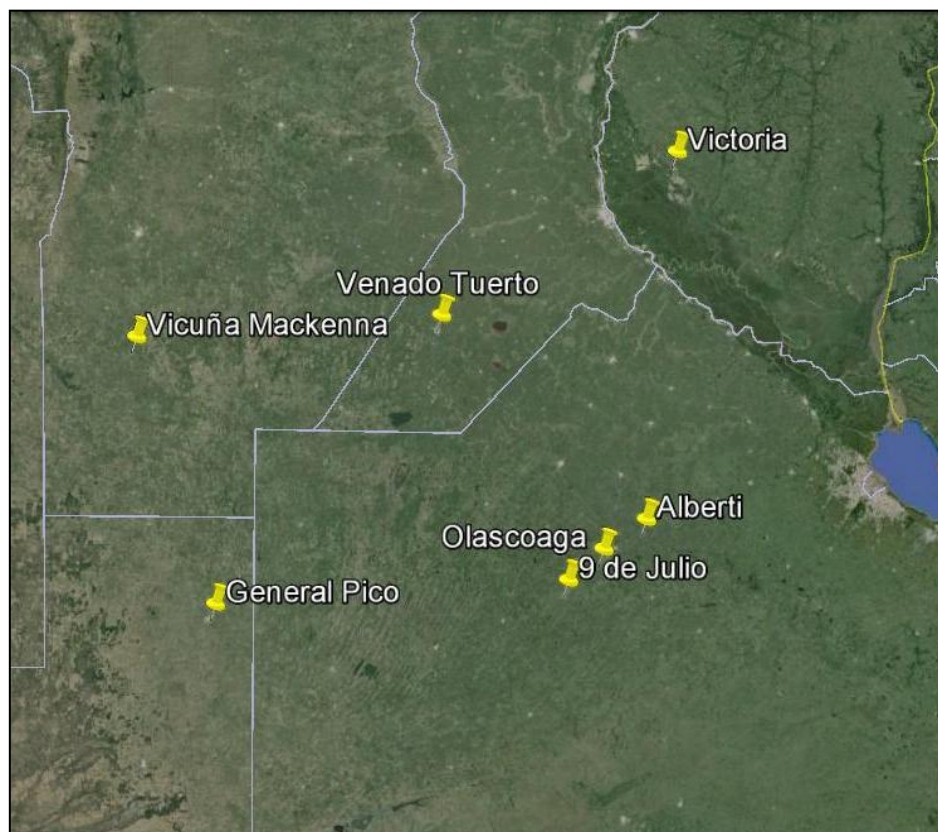 Victoria
Venado Tuerto
Vicuña Mackenna
Alberti
Olascoaga
9 de Julio
General Pico